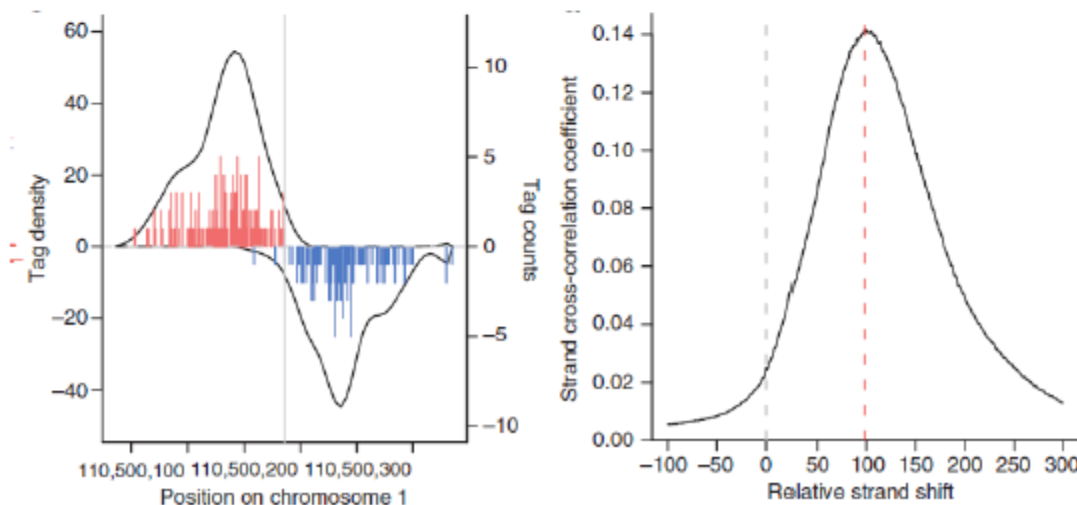 60
40
20
0
−20
−40
Tag density
10
5
0
−5
−10
Tag counts
110,500,100 110,500,200 110,500,300
Position on chromosome 1
0.14
0.12
0.10
0.08
0.06
0.04
0.02
0.00
Strand cross-correlation coefficient
−100 −50 0 50 100 150 200 250 300
Relative strand shift